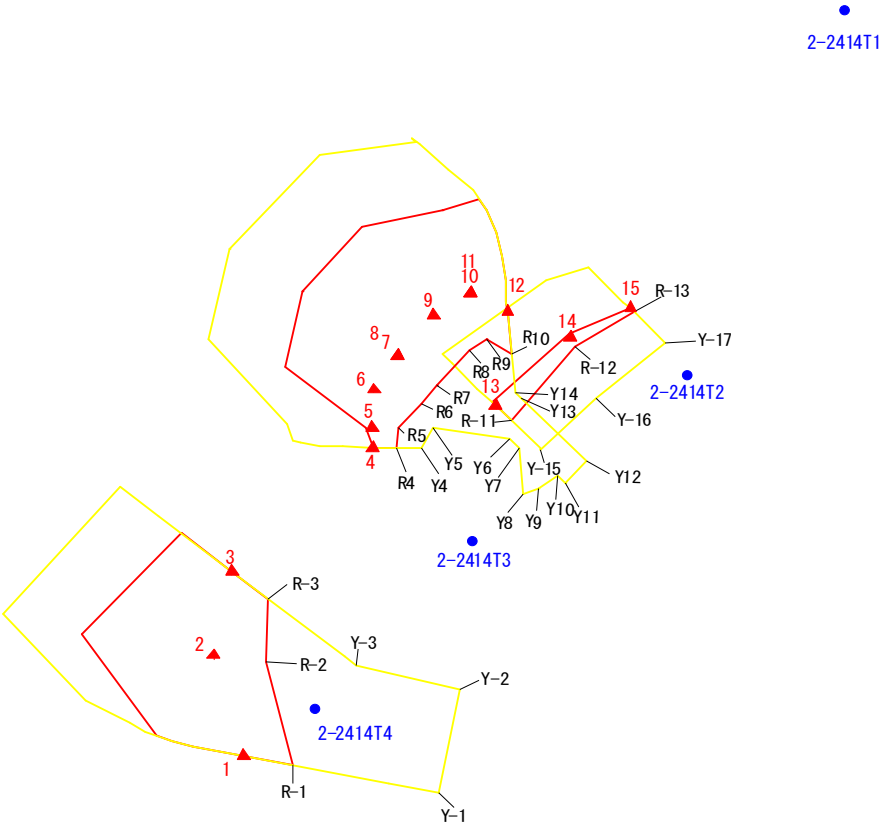 2-2414T1
11
10
12
15
R-13
9
14
8
7
R10
R9
Y-17
R8
R-12
6
R7
13
Y14
2-2414T2
5
R6
Y13
R-11
Y-16
R5
4
Y5
Y6
Y-15
Y12
R4
Y4
Y7
Y8
Y9
Y10
Y11
2-2414T3
3
R-3
2
Y-3
R-2
Y-2
2-2414T4
1
R-1
Y-1